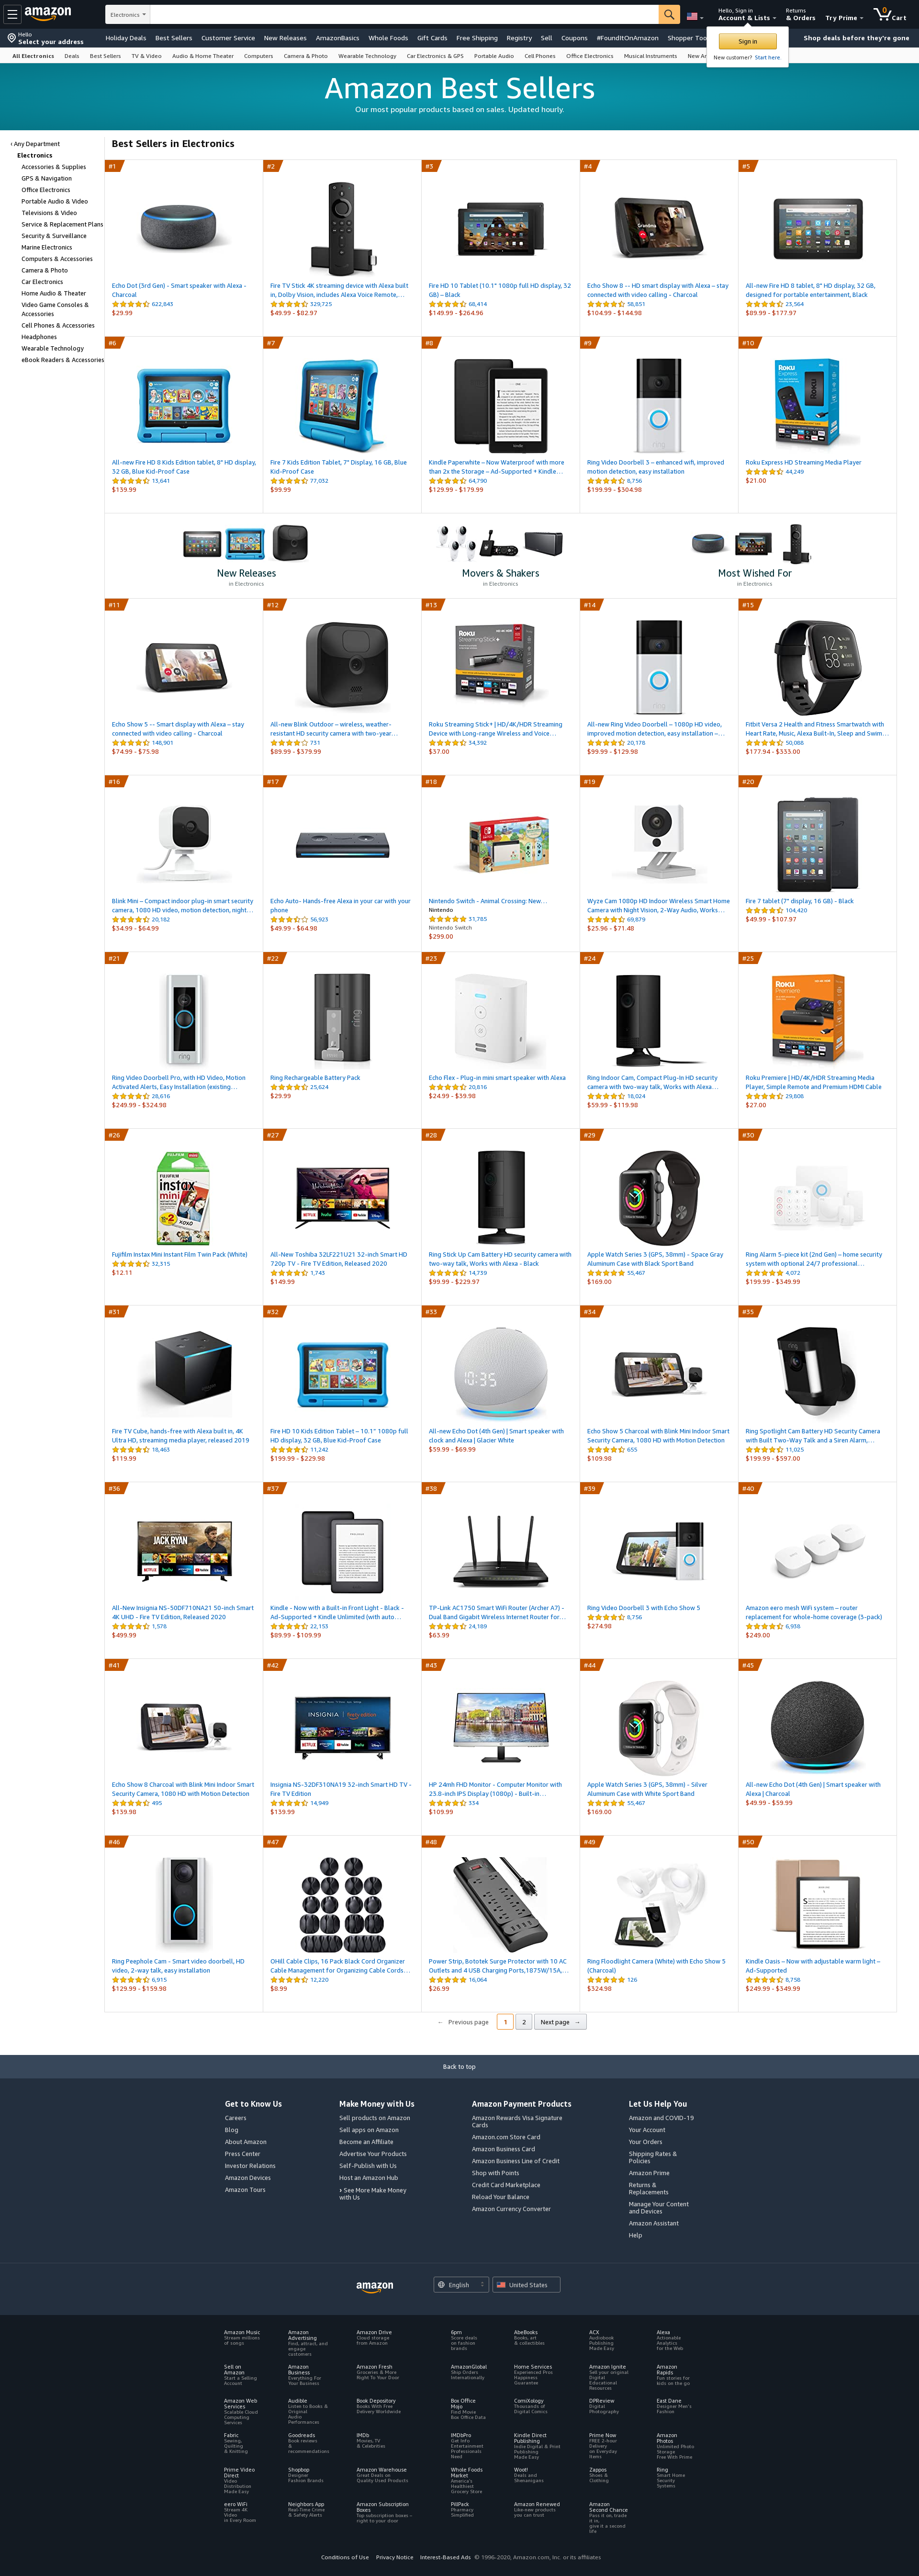 amazon
Electronics
Hello, Sign in
Account & Lists
Returns
& Orders
Try Prime
0
Cart
Hello
Select your address
Holiday Deals
Best Sellers
Customer Service
New Releases
AmazonBasics
Whole Foods
Gift Cards
Free Shipping
Registry
Sell
Coupons
#FoundItOnAmazon
Shopper Too
Shop deals before they're gone
Sign in
New customer? Start here.
All Electronics
Deals
Best Sellers
TV & Video
Audio & Home Theater
Computers
Camera & Photo
Wearable Technology
Car Electronics & GPS
Portable Audio
Cell Phones
Office Electronics
Musical Instruments
New Ar
Amazon Best Sellers
Our most popular products based on sales. Updated hourly.
‹ Any Department
Electronics
Accessories & Supplies
GPS & Navigation
Office Electronics
Portable Audio & Video
Televisions & Video
Service & Replacement Plans
Security & Surveillance
Marine Electronics
Computers & Accessories
Camera & Photo
Car Electronics
Home Audio & Theater
Video Game Consoles &
Accessories
Cell Phones & Accessories
Headphones
Wearable Technology
eBook Readers & Accessories
Best Sellers in Electronics
#1
Echo Dot (3rd Gen) - Smart speaker with Alexa -
Charcoal
622,843
$29.99
#2
Fire TV Stick 4K streaming device with Alexa built
in, Dolby Vision, includes Alexa Voice Remote,…
329,725
$49.99 - $82.97
#3
Fire HD 10 Tablet (10.1" 1080p full HD display, 32
GB) – Black
68,414
$149.99 - $264.96
#4
Echo Show 8 -- HD smart display with Alexa – stay
connected with video calling - Charcoal
58,851
$104.99 - $144.98
#5
All-new Fire HD 8 tablet, 8" HD display, 32 GB,
designed for portable entertainment, Black
23,564
$89.99 - $177.97
#6
All-new Fire HD 8 Kids Edition tablet, 8" HD display,
32 GB, Blue Kid-Proof Case
13,641
$139.99
#7
Fire 7 Kids Edition Tablet, 7" Display, 16 GB, Blue
Kid-Proof Case
77,032
$99.99
#8
Kindle Paperwhite – Now Waterproof with more
than 2x the Storage – Ad-Supported + Kindle…
64,790
$129.99 - $179.99
#9
Ring Video Doorbell 3 – enhanced wifi, improved
motion detection, easy installation
8,756
$199.99 - $304.98
#10
Roku Express HD Streaming Media Player
44,249
$21.00
New Releases
in Electronics
Movers & Shakers
in Electronics
Most Wished For
in Electronics
#11
Echo Show 5 -- Smart display with Alexa – stay
connected with video calling - Charcoal
148,901
$74.99 - $75.98
#12
All-new Blink Outdoor – wireless, weather-
resistant HD security camera with two-year…
731
$89.99 - $379.99
#13
Roku Streaming Stick+ | HD/4K/HDR Streaming
Device with Long-range Wireless and Voice…
34,392
$37.00
#14
All-new Ring Video Doorbell – 1080p HD video,
improved motion detection, easy installation –…
20,178
$99.99 - $129.98
#15
Fitbit Versa 2 Health and Fitness Smartwatch with
Heart Rate, Music, Alexa Built-In, Sleep and Swim…
50,088
$177.94 - $333.00
#16
Blink Mini – Compact indoor plug-in smart security
camera, 1080 HD video, motion detection, night…
20,182
$34.99 - $64.99
#17
Echo Auto- Hands-free Alexa in your car with your
phone
56,923
$49.99 - $64.98
#18
Nintendo Switch - Animal Crossing: New…
Nintendo
31,785
Nintendo Switch
$299.00
#19
Wyze Cam 1080p HD Indoor Wireless Smart Home
Camera with Night Vision, 2-Way Audio, Works…
69,879
$25.96 - $71.48
#20
Fire 7 tablet (7" display, 16 GB) - Black
104,420
$49.99 - $107.97
#21
Ring Video Doorbell Pro, with HD Video, Motion
Activated Alerts, Easy Installation (existing…
28,616
$249.99 - $324.98
#22
Ring Rechargeable Battery Pack
25,624
$29.99
#23
Echo Flex - Plug-in mini smart speaker with Alexa
20,816
$24.99 - $39.98
#24
Ring Indoor Cam, Compact Plug-In HD security
camera with two-way talk, Works with Alexa…
18,024
$59.99 - $119.98
#25
Roku Premiere | HD/4K/HDR Streaming Media
Player, Simple Remote and Premium HDMI Cable
29,808
$27.00
#26
Fujifilm Instax Mini Instant Film Twin Pack (White)
32,315
$12.11
#27
All-New Toshiba 32LF221U21 32-inch Smart HD
720p TV - Fire TV Edition, Released 2020
1,743
$149.99
#28
Ring Stick Up Cam Battery HD security camera with
two-way talk, Works with Alexa - Black
14,739
$99.99 - $229.97
#29
Apple Watch Series 3 (GPS, 38mm) - Space Gray
Aluminum Case with Black Sport Band
55,467
$169.00
#30
Ring Alarm 5-piece kit (2nd Gen) – home security
system with optional 24/7 professional…
4,072
$199.99 - $349.99
#31
Fire TV Cube, hands-free with Alexa built in, 4K
Ultra HD, streaming media player, released 2019
18,463
$119.99
#32
Fire HD 10 Kids Edition Tablet – 10.1" 1080p full
HD display, 32 GB, Blue Kid-Proof Case
11,242
$199.99 - $229.98
#33
All-new Echo Dot (4th Gen) | Smart speaker with
clock and Alexa | Glacier White
$59.99 - $69.99
#34
Echo Show 5 Charcoal with Blink Mini Indoor Smart
Security Camera, 1080 HD with Motion Detection
655
$109.98
#35
Ring Spotlight Cam Battery HD Security Camera
with Built Two-Way Talk and a Siren Alarm,…
11,025
$199.99 - $597.00
#36
All-New Insignia NS-50DF710NA21 50-inch Smart
4K UHD - Fire TV Edition, Released 2020
1,578
$499.99
#37
Kindle - Now with a Built-in Front Light - Black -
Ad-Supported + Kindle Unlimited (with auto…
22,153
$89.99 - $109.99
#38
TP-Link AC1750 Smart WiFi Router (Archer A7) -
Dual Band Gigabit Wireless Internet Router for…
24,189
$63.99
#39
Ring Video Doorbell 3 with Echo Show 5
8,756
$274.98
#40
Amazon eero mesh WiFi system – router
replacement for whole-home coverage (3-pack)
6,938
$249.00
#41
Echo Show 8 Charcoal with Blink Mini Indoor Smart
Security Camera, 1080 HD with Motion Detection
495
$139.98
#42
Insignia NS-32DF310NA19 32-inch Smart HD TV -
Fire TV Edition
14,949
$139.99
#43
HP 24mh FHD Monitor - Computer Monitor with
23.8-inch IPS Display (1080p) - Built-in…
334
$109.99
#44
Apple Watch Series 3 (GPS, 38mm) - Silver
Aluminum Case with White Sport Band
55,467
$169.00
#45
All-new Echo Dot (4th Gen) | Smart speaker with
Alexa | Charcoal
$49.99 - $59.99
#46
Ring Peephole Cam - Smart video doorbell, HD
video, 2-way talk, easy installation
6,915
$129.99 - $159.98
#47
OHill Cable Clips, 16 Pack Black Cord Organizer
Cable Management for Organizing Cable Cords…
12,220
$8.99
#48
Power Strip, Bototek Surge Protector with 10 AC
Outlets and 4 USB Charging Ports,1875W/15A,…
16,064
$26.99
#49
Ring Floodlight Camera (White) with Echo Show 5
(Charcoal)
126
$324.98
#50
Kindle Oasis – Now with adjustable warm light –
Ad-Supported
8,758
$249.99 - $349.99
← Previous page
1
2
Next page →
Back to top
Get to Know Us
Careers
Blog
About Amazon
Press Center
Investor Relations
Amazon Devices
Amazon Tours
Make Money with Us
Sell products on Amazon
Sell apps on Amazon
Become an Affiliate
Advertise Your Products
Self-Publish with Us
Host an Amazon Hub
› See More Make Money
with Us
Amazon Payment Products
Amazon Rewards Visa Signature
Cards
Amazon.com Store Card
Amazon Business Card
Amazon Business Line of Credit
Shop with Points
Credit Card Marketplace
Reload Your Balance
Amazon Currency Converter
Let Us Help You
Amazon and COVID-19
Your Account
Your Orders
Shipping Rates &
Policies
Amazon Prime
Returns &
Replacements
Manage Your Content
and Devices
Amazon Assistant
Help
amazon
English
United States
Amazon Music
Stream millions
of songs
Amazon
Advertising
Find, attract, and
engage
customers
Amazon Drive
Cloud storage
from Amazon
6pm
Score deals
on fashion
brands
AbeBooks
Books, art
& collectibles
ACX
Audiobook
Publishing
Made Easy
Alexa
Actionable
Analytics
for the Web
Sell on
Amazon
Start a Selling
Account
Amazon
Business
Everything For
Your Business
Amazon Fresh
Groceries & More
Right To Your Door
AmazonGlobal
Ship Orders
Internationally
Home Services
Experienced Pros
Happiness
Guarantee
Amazon Ignite
Sell your original
Digital
Educational
Resources
Amazon
Rapids
Fun stories for
kids on the go
Amazon Web
Services
Scalable Cloud
Computing
Services
Audible
Listen to Books &
Original
Audio
Performances
Book Depository
Books With Free
Delivery Worldwide
Box Office
Mojo
Find Movie
Box Office Data
ComiXology
Thousands of
Digital Comics
DPReview
Digital
Photography
East Dane
Designer Men's
Fashion
Fabric
Sewing,
Quilting
& Knitting
Goodreads
Book reviews
&
recommendations
IMDb
Movies, TV
& Celebrities
IMDbPro
Get Info
Entertainment
Professionals
Need
Kindle Direct
Publishing
Indie Digital & Print
Publishing
Made Easy
Prime Now
FREE 2-hour
Delivery
on Everyday
Items
Amazon
Photos
Unlimited Photo
Storage
Free With Prime
Prime Video
Direct
Video
Distribution
Made Easy
Shopbop
Designer
Fashion Brands
Amazon Warehouse
Great Deals on
Quality Used Products
Whole Foods
Market
America's
Healthiest
Grocery Store
Woot!
Deals and
Shenanigans
Zappos
Shoes &
Clothing
Ring
Smart Home
Security
Systems
eero WiFi
Stream 4K
Video
in Every Room
Neighbors App
Real-Time Crime
& Safety Alerts
Amazon Subscription
Boxes
Top subscription boxes –
right to your door
PillPack
Pharmacy
Simplified
Amazon Renewed
Like-new products
you can trust
Amazon
Second Chance
Pass it on, trade
it in,
give it a second
life
Conditions of Use
Privacy Notice
Interest-Based Ads
© 1996-2020, Amazon.com, Inc. or its affiliates